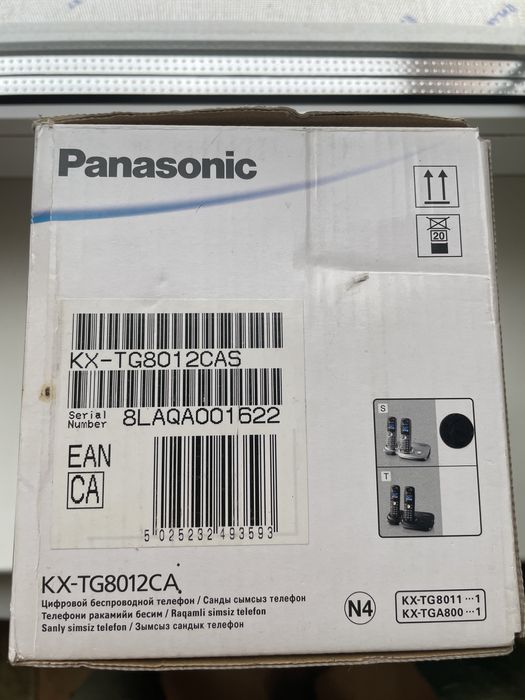 Panasonic
20
KX-TG8012CAS
Serial Number 8LAQA001622
EAN
CA
5 025232 493593
S
T
KX-TG8012CA
Цифровой беспроводной телефон / Санды сымсыз телефон
Телефони ракамийи бесим / Raqamli simsiz telefon
Sanly simsiz telefon / Зымсыз сандык телефон
N4
KX-TG8011 ··· 1
KX-TGA800 ··· 1